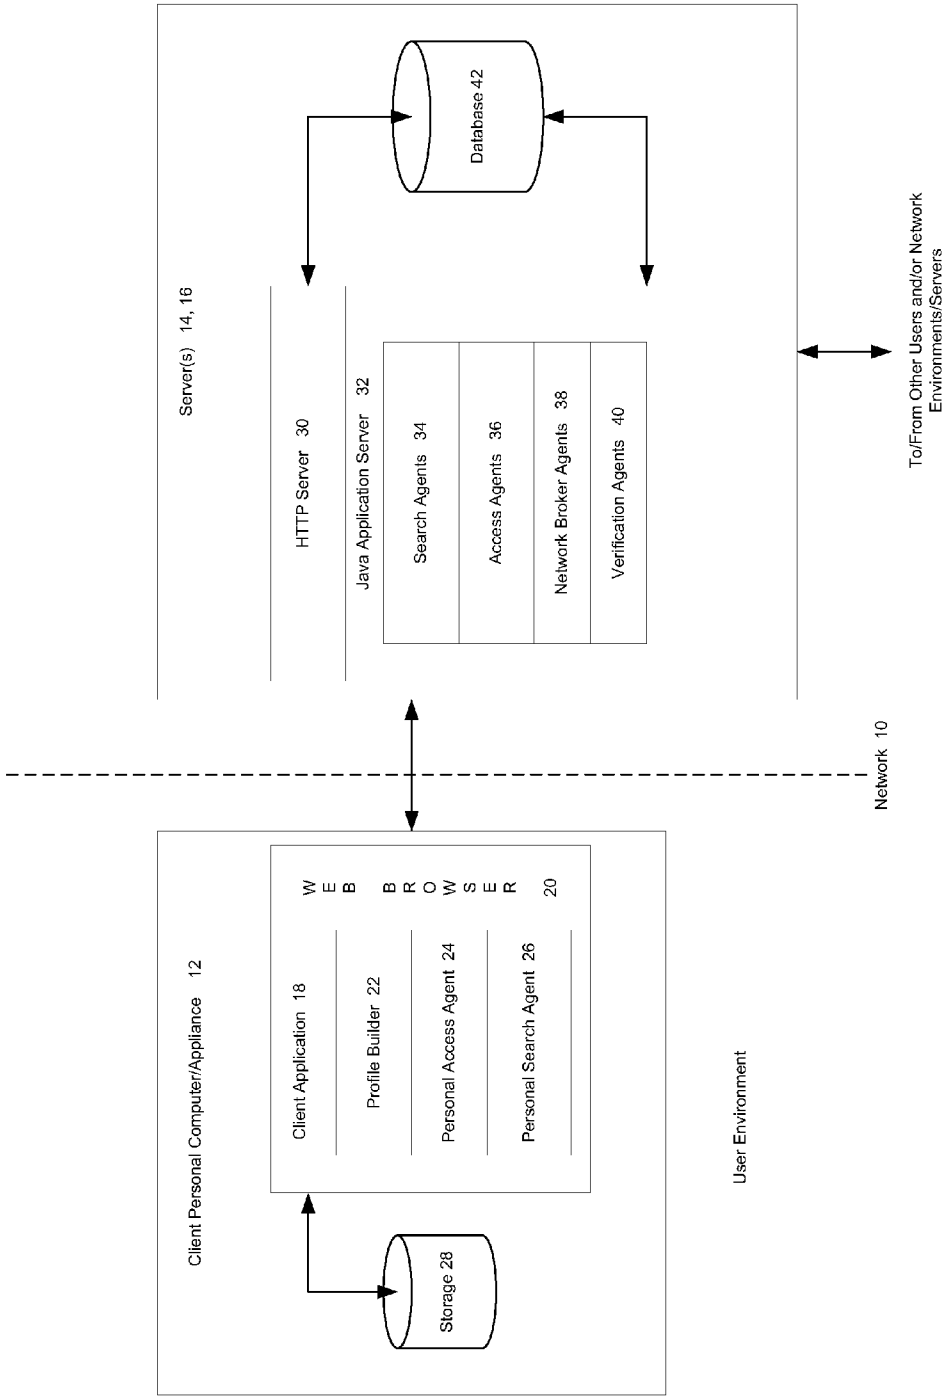 Client Personal Computer/Appliance 12
Client Application 18
Profile Builder 22
Personal Access Agent 24
Personal Search Agent 26
WEB BROWSER 20
Storage 28
User Environment
Network 10
Server(s) 14, 16
HTTP Server 30
Java Application Server 32
Search Agents 34
Access Agents 36
Network Broker Agents 38
Verification Agents 40
Database 42
To/From Other Users and/or Network
Environments/Servers